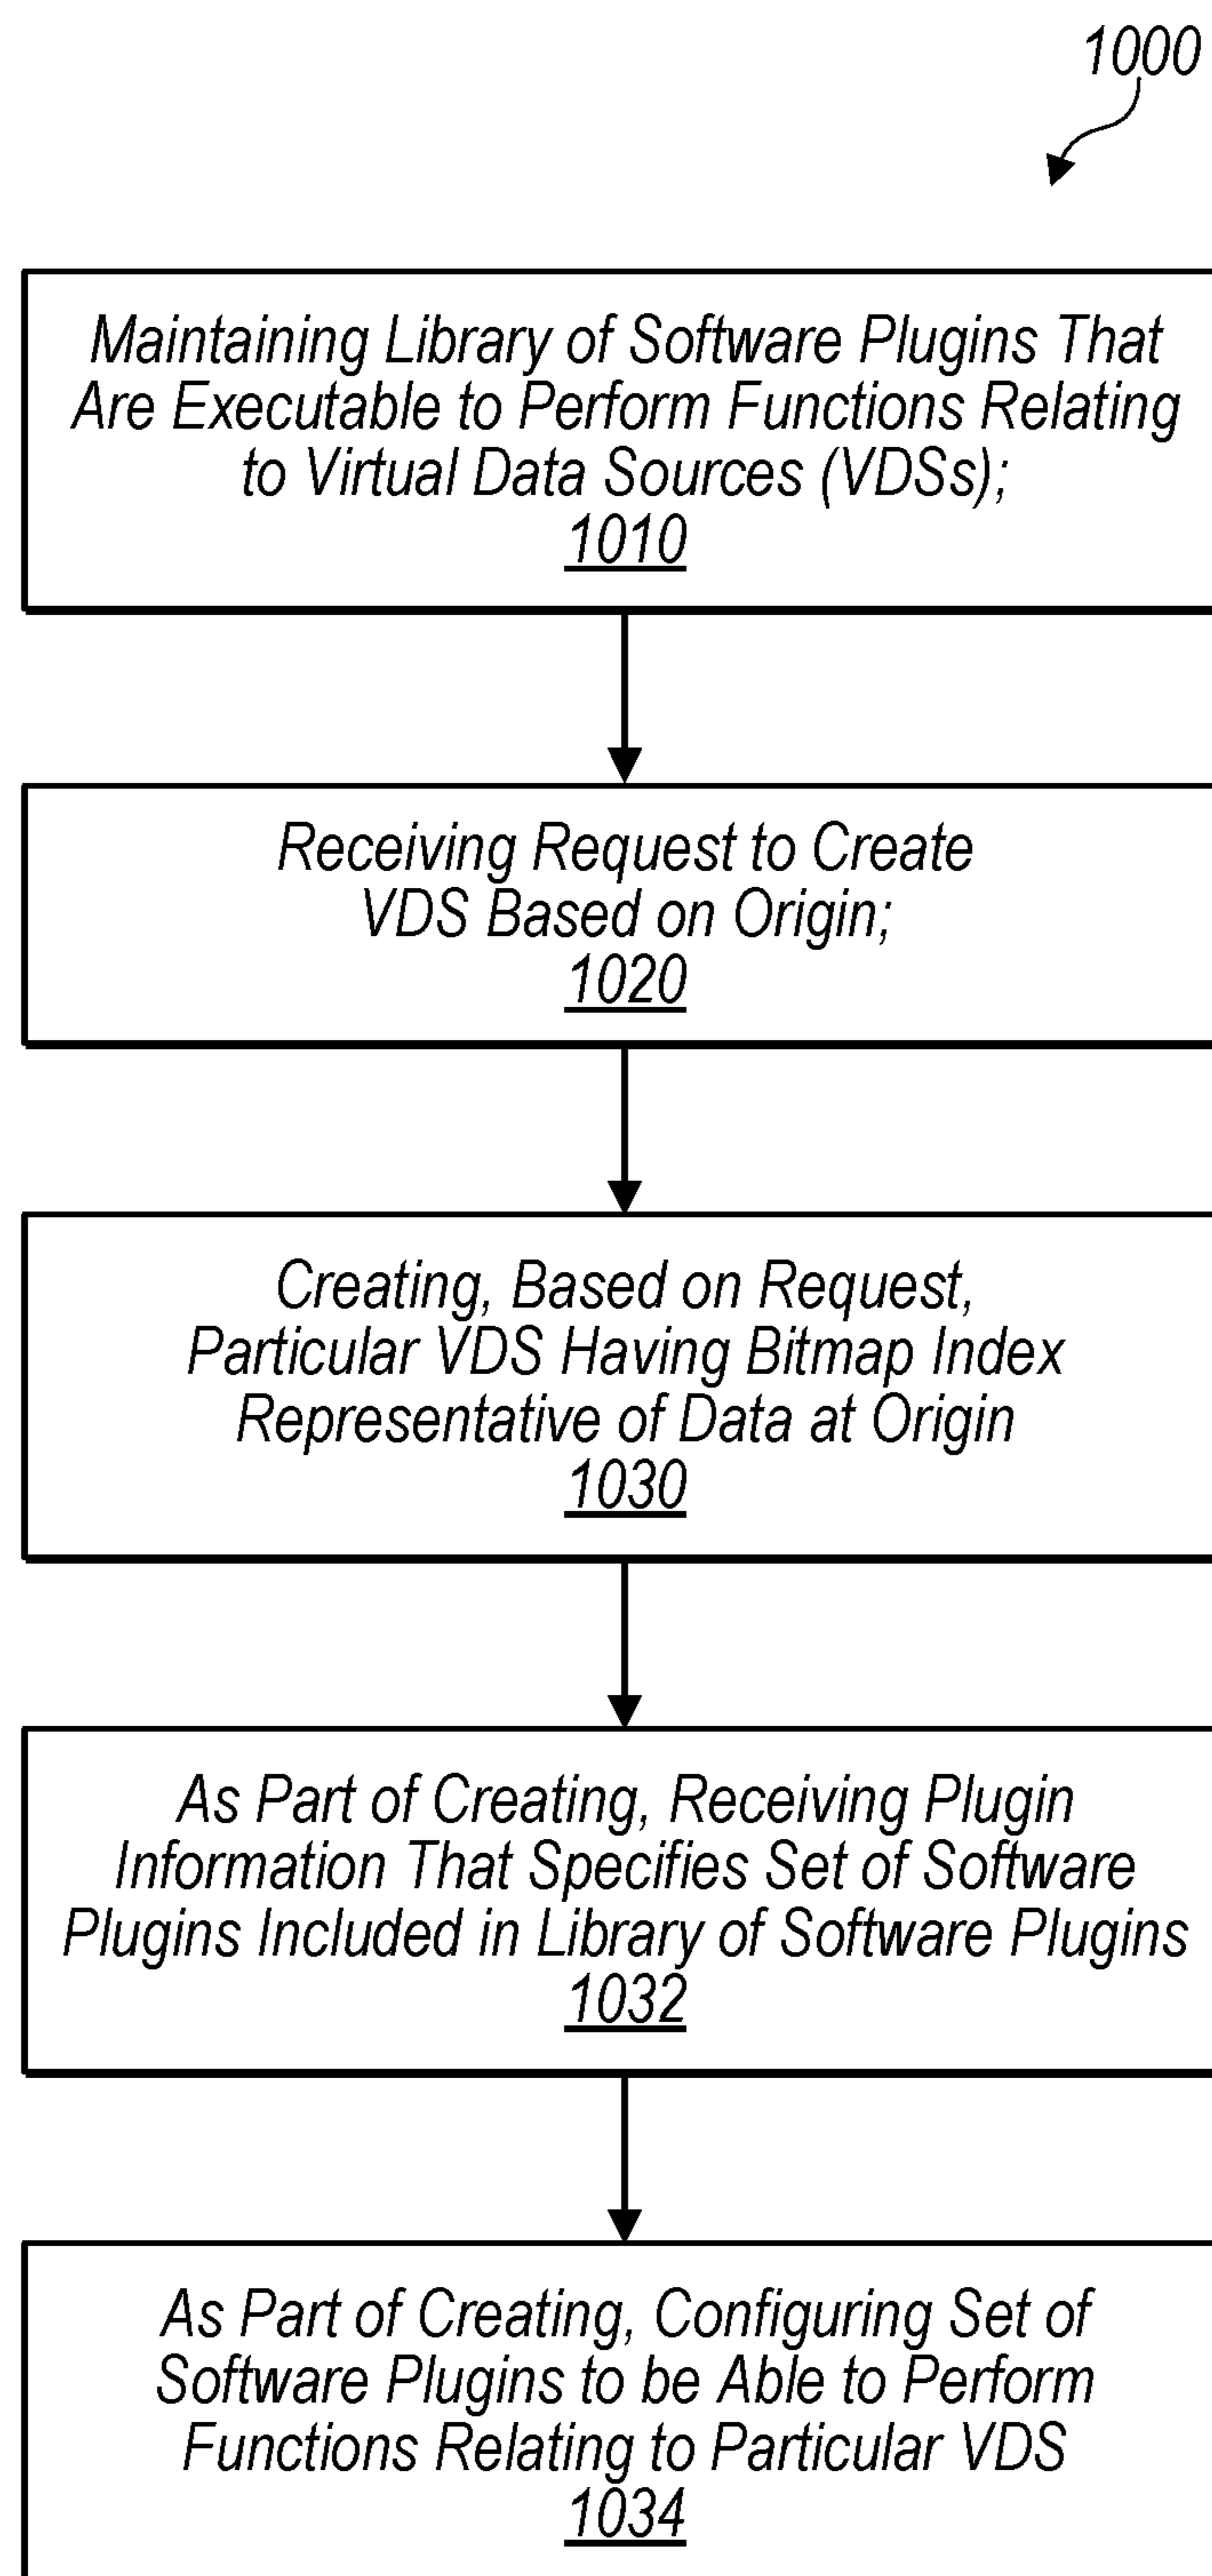 1000
Maintaining Library of Software Plugins That
Are Executable to Perform Functions Relating
to Virtual Data Sources (VDSs);
1010
Receiving Request to Create
VDS Based on Origin;
1020
Creating, Based on Request,
Particular VDS Having Bitmap Index
Representative of Data at Origin
1030
As Part of Creating, Receiving Plugin
Information That Specifies Set of Software
Plugins Included in Library of Software Plugins
1032
As Part of Creating, Configuring Set of
Software Plugins to be Able to Perform
Functions Relating to Particular VDS
1034